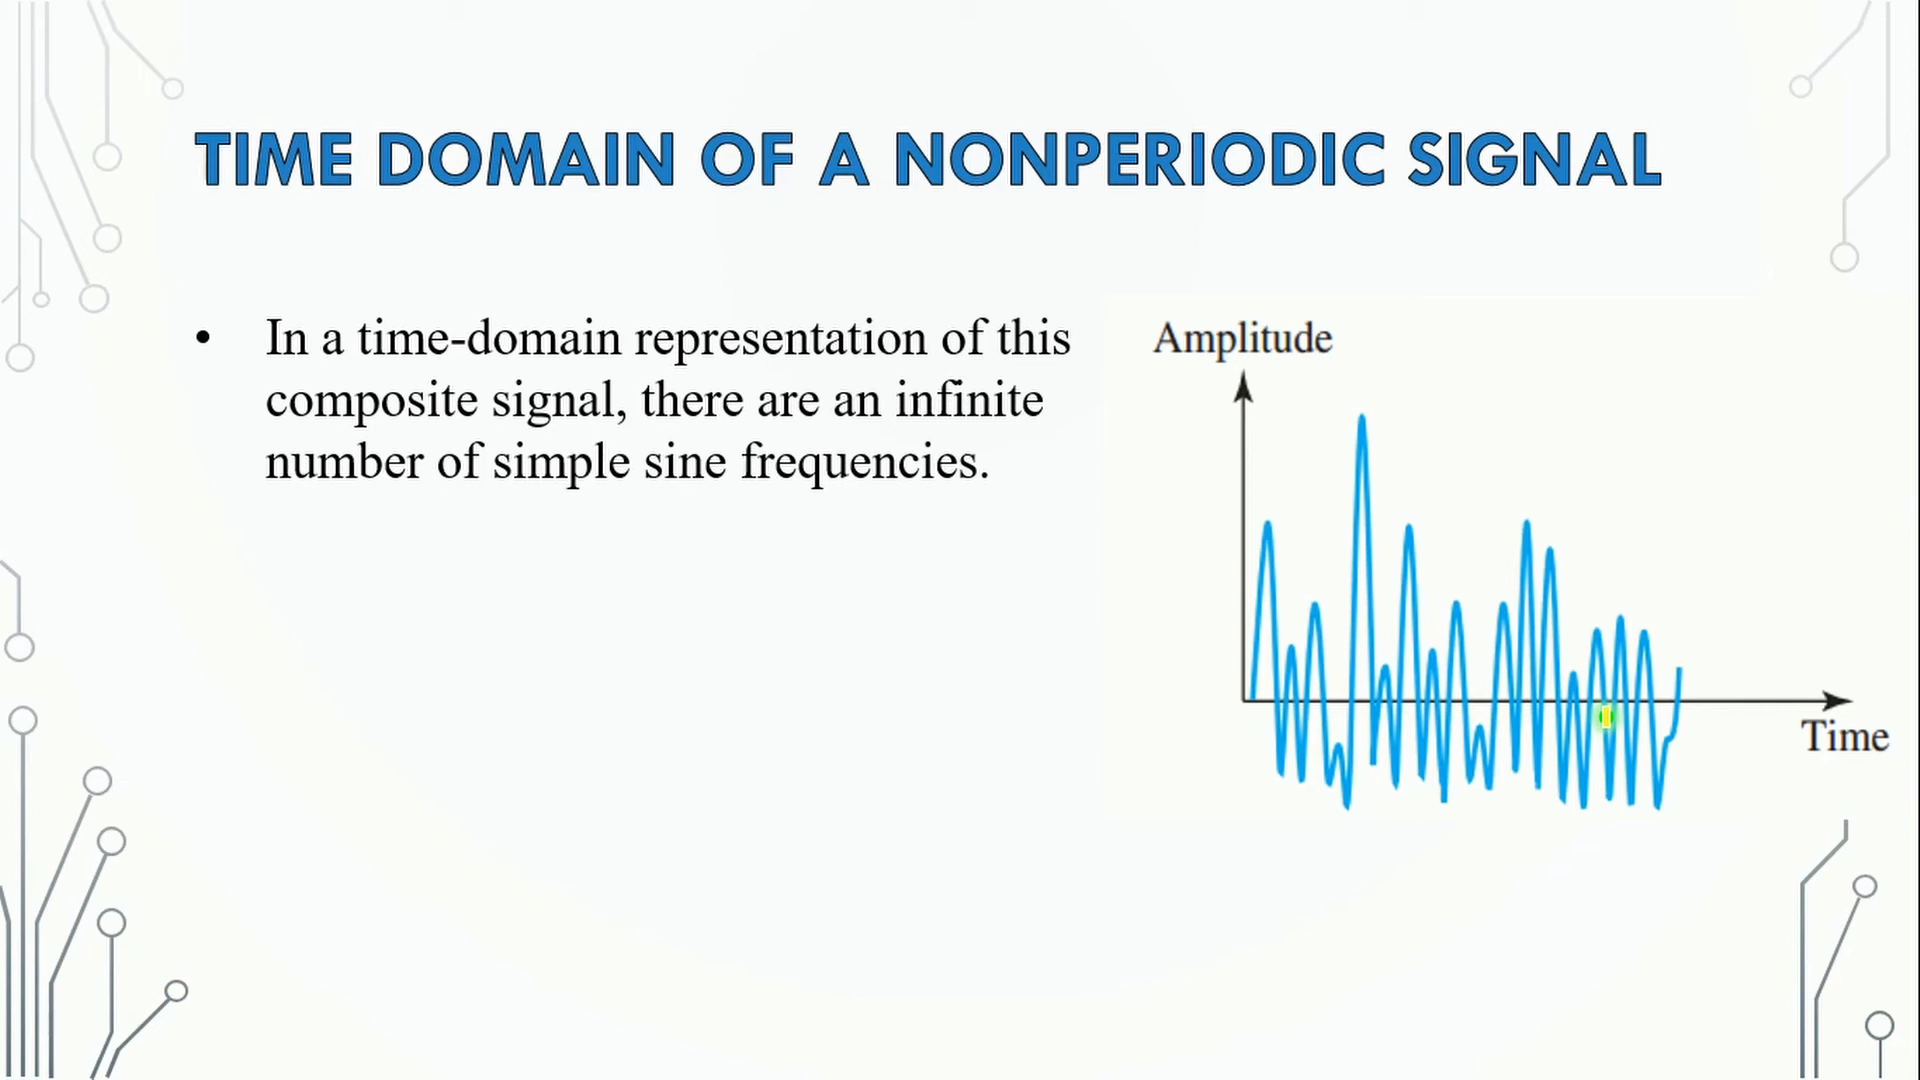 TIME DOMAIN OF A NONPERIODIC SIGNAL
• In a time-domain representation of this
composite signal, there are an infinite
number of simple sine frequencies.
Amplitude
Time